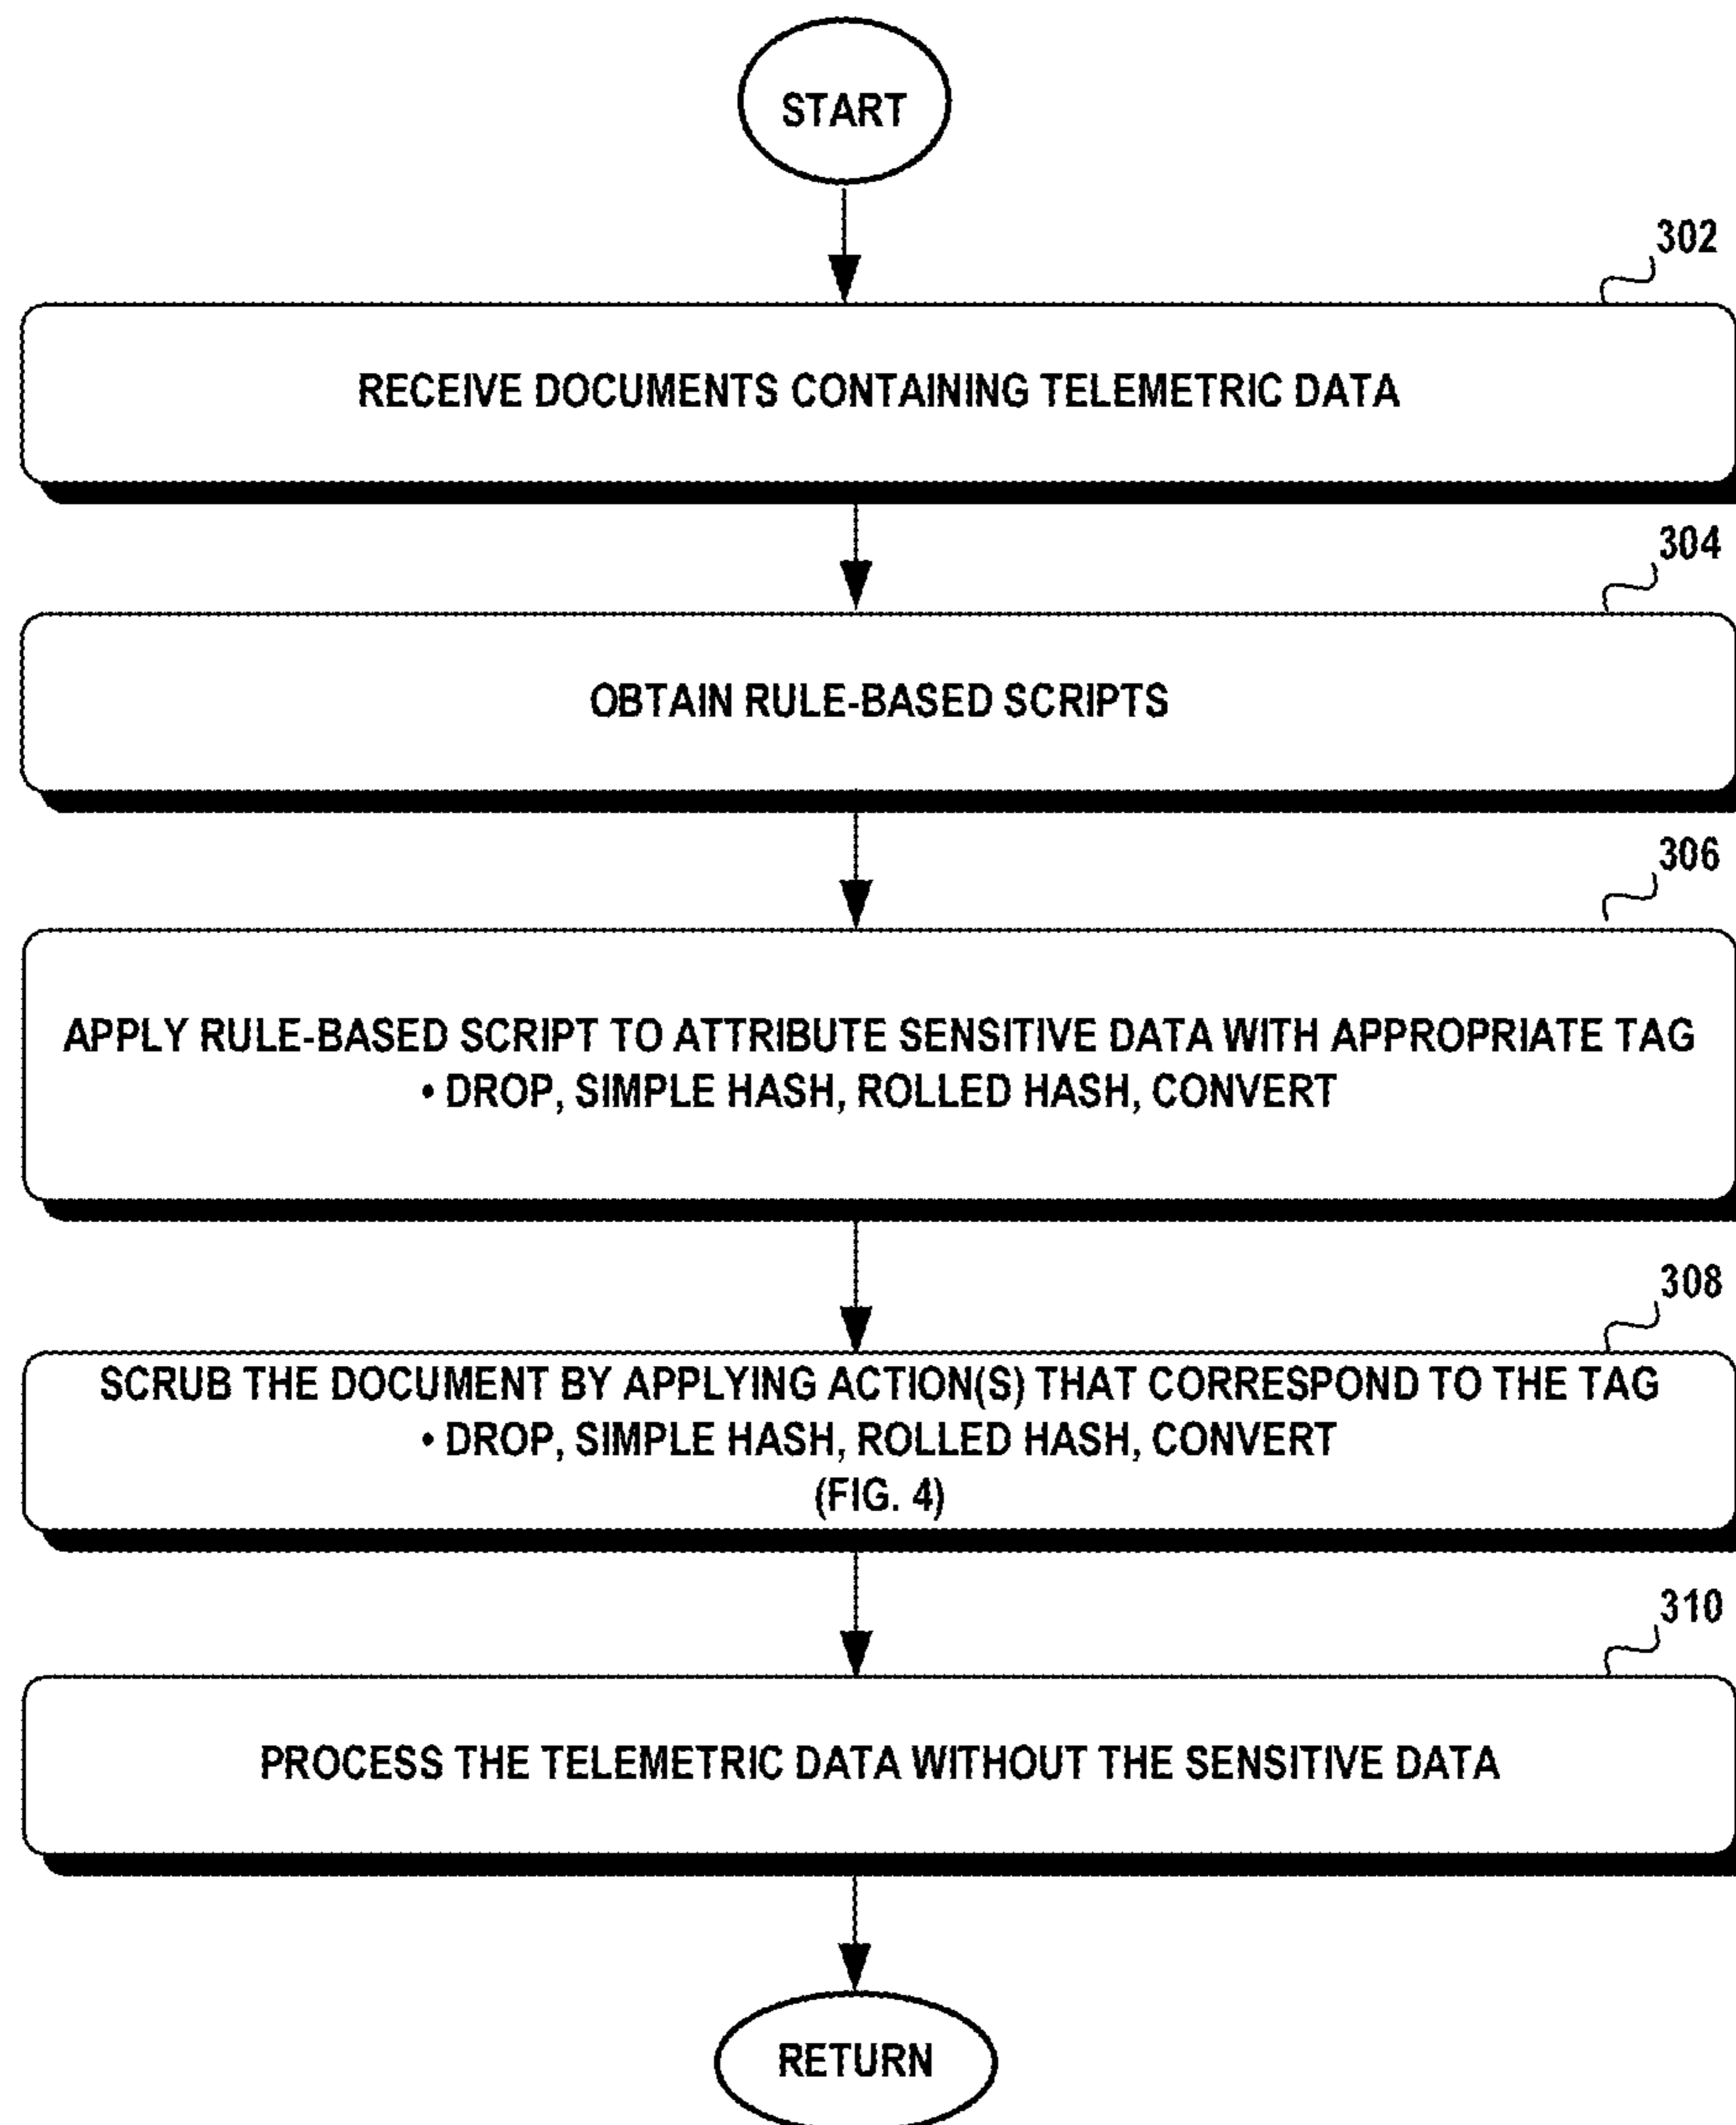 START
302
RECEIVE DOCUMENTS CONTAINING TELEMETRIC DATA
304
OBTAIN RULE-BASED SCRIPTS
306
APPLY RULE-BASED SCRIPT TO ATTRIBUTE SENSITIVE DATA WITH APPROPRIATE TAG
• DROP, SIMPLE HASH, ROLLED HASH, CONVERT
308
SCRUB THE DOCUMENT BY APPLYING ACTION(S) THAT CORRESPOND TO THE TAG
• DROP, SIMPLE HASH, ROLLED HASH, CONVERT
(FIG. 4)
310
PROCESS THE TELEMETRIC DATA WITHOUT THE SENSITIVE DATA
RETURN